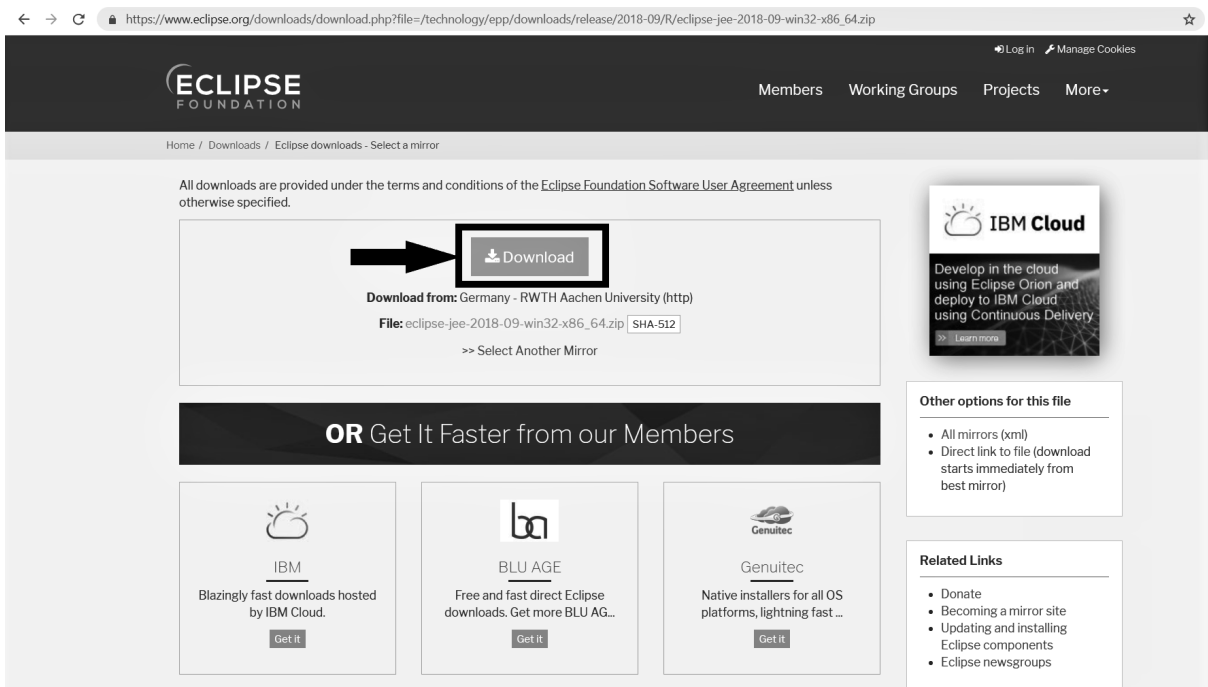 https://www.eclipse.org/downloads/download.php?file=/technology/epp/downloads/release/2018-09/R/eclipse-jee-2018-09-win32-x86_64.zip
Log in Manage Cookies
ECLIPSE
FOUNDATION
Members Working Groups Projects More
Home / Downloads / Eclipse downloads - Select a mirror
All downloads are provided under the terms and conditions of the Eclipse Foundation Software User Agreement unless
otherwise specified.
Download
Download from: Germany - RWTH Aachen University (http)
File: eclipse-jee-2018-09-win32-x86_64.zip SHA-512
>> Select Another Mirror
OR Get It Faster from our Members
IBM
Blazingly fast downloads hosted
by IBM Cloud.
Get it
ba
BLU AGE
Free and fast direct Eclipse
downloads. Get more BLU AG...
Get it
Genuitec
Genuitec
Native installers for all OS
platforms, lightning fast ...
Get it
IBM Cloud
Develop in the cloud
using Eclipse Orion and
deploy to IBM Cloud
using Continuous Delivery
>> Learn more
Other options for this file
• All mirrors (xml)
• Direct link to file (download
starts immediately from
best mirror)
Related Links
• Donate
• Becoming a mirror site
• Updating and installing
Eclipse components
• Eclipse newsgroups